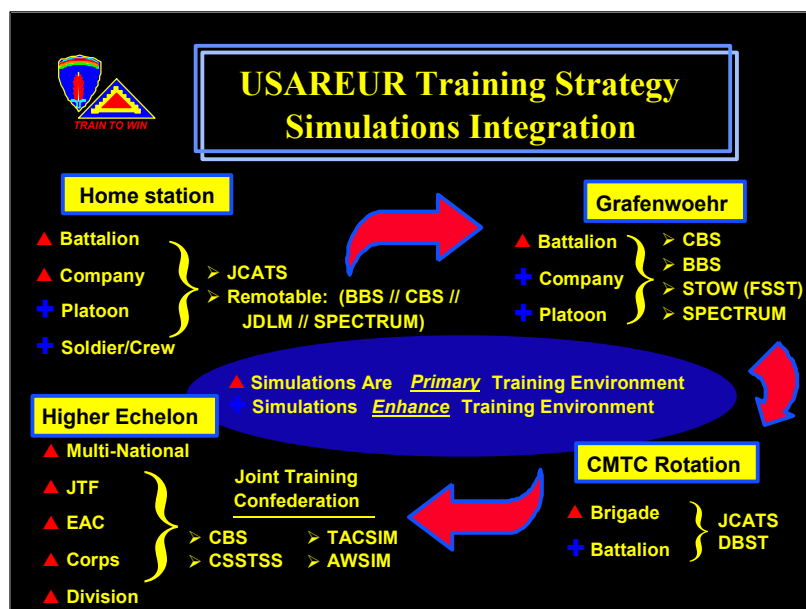 USAREUR Training Strategy
Simulations Integration
TRAIN TO WIN
Home station
Battalion
Company
Platoon
Soldier/Crew
JCATS
Remotable: (BBS // CBS //
JDLM // SPECTRUM)
Grafenwoehr
Battalion
Company
Platoon
CBS
BBS
STOW (FSST)
SPECTRUM
Simulations Are Primary Training Environment
Simulations Enhance Training Environment
CMTC Rotation
Brigade
Battalion
JCATS
DBST
Higher Echelon
Multi-National
JTF
EAC
Corps
Division
Joint Training
Confederation
CBS
CSSTSS
TACSIM
AWSIM